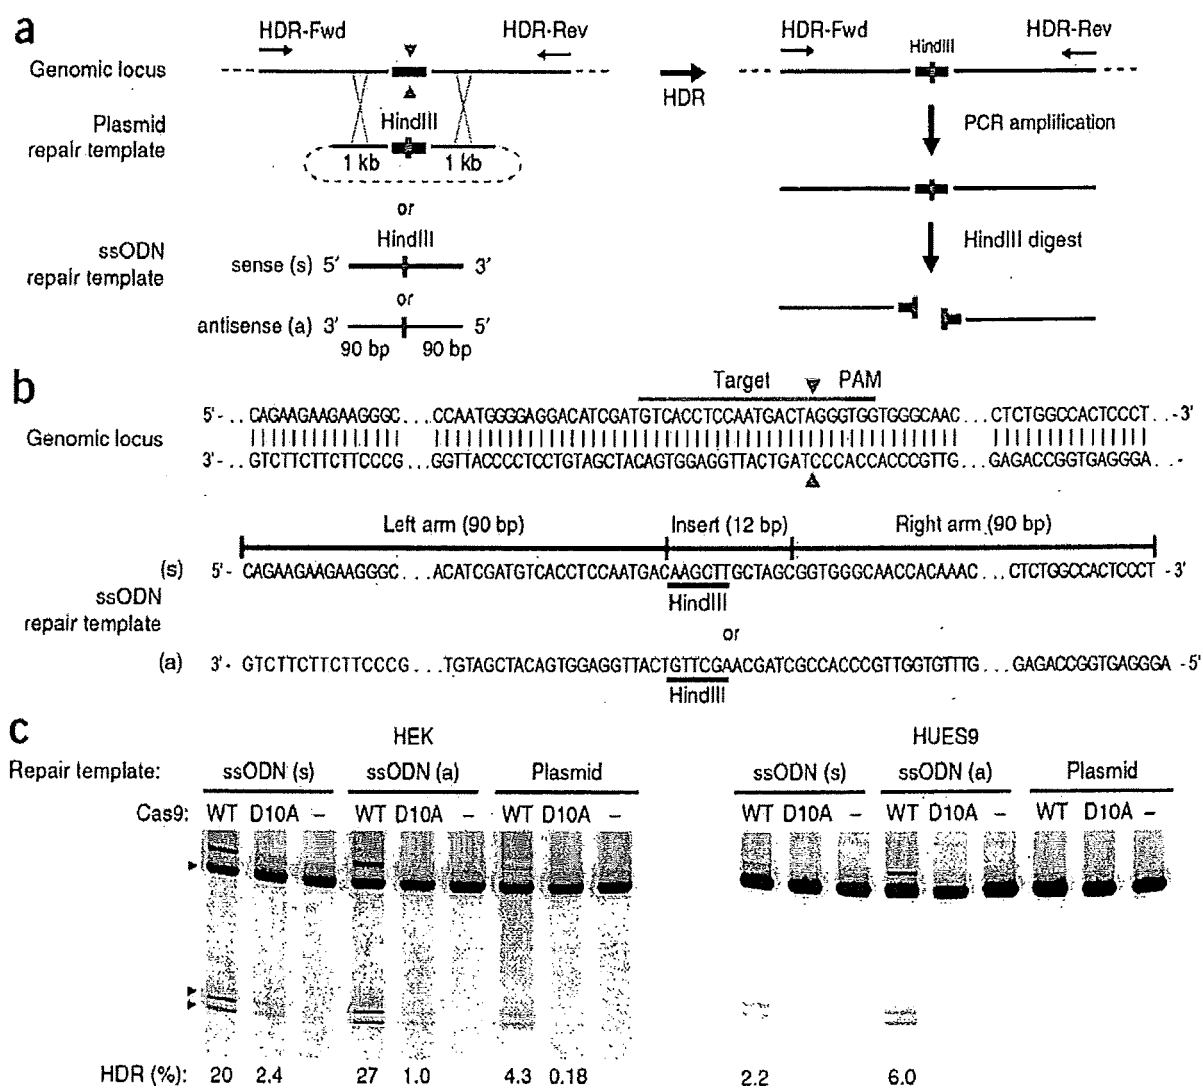 a
HDR-Fwd HDR-Rev
Genomic locus
Plasmid
repair template
HindIII
1 kb 1 kb
or
ssODN
repair template
HindIII
sense (s) 5′ 3′
or
antisense (a) 3′ 5′
90 bp 90 bp
HDR
HDR-Fwd HindIII HDR-Rev
PCR amplification
HindIII digest
b
Target PAM
Genomic locus
5′-.. CAGAAGAAGAAGGGC ... CCAATGGGGAGGACATCGATGTCACCTCCAATGACTAGGGTGGTGGGCAAC ... CTCTGGCCACTCCCT ..-3′
3′-.. GTCTTCTTCTTCCCG ... GGTTACCCCTCCTGTAGCTACAGTGGAGGTTACTGATCCCACCACCCGTTG ... GAGACCGGTGAGGGA ..-
Left arm (90 bp) Insert (12 bp) Right arm (90 bp)
ssODN
repair template
(s) 5′- CAGAAGAAGAAGGGC ... ACATCGATGTCACCTCCAATGACAAGCTTGCTAGCGGTGGGCAACCACAAAC ... CTCTGGCCACTCCCT -3′
HindIII
or
(a) 3′- GTCTTCTTCTTCCCG ... TGTAGCTACAGTGGAGGTTACTGTTCGAACGATCGCCACCCGTTGGTGTTTG ... GAGACCGGTGAGGGA -5′
HindIII
c
HEK HUES9
Repair template: ssODN (s) ssODN (a) Plasmid ssODN (s) ssODN (a) Plasmid
Cas9: WT D10A – WT D10A – WT D10A – WT D10A – WT D10A – WT D10A –
HDR (%): 20 2.4 27 1.0 4.3 0.18 2.2 6.0